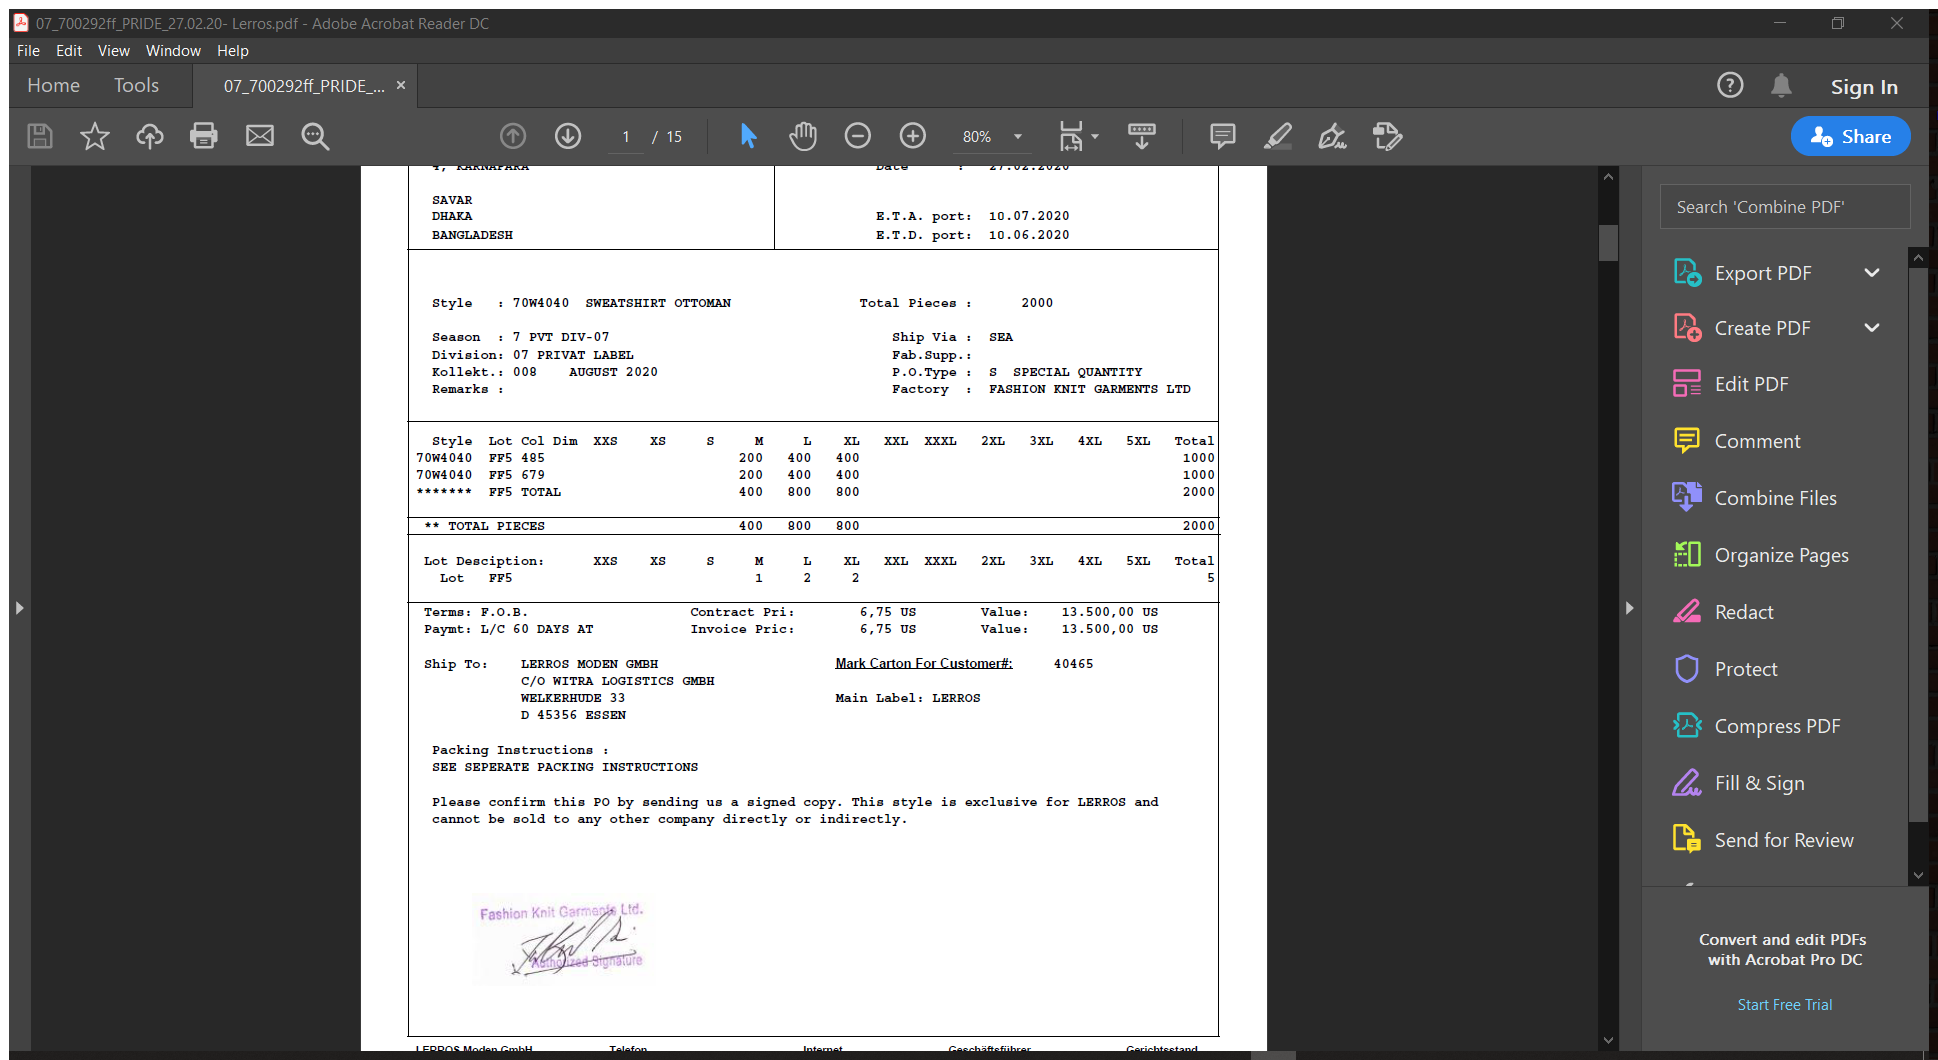 07_700292ff_PRIDE_27.02.20- Lerros.pdf - Adobe Acrobat Reader DC
File Edit View Window Help
Home Tools 07_700292ff_PRIDE_... × Sign In
1 / 15 80% Share
4, KARNAPARA Date : 27.02.2020
SAVAR
DHAKA E.T.A. port: 10.07.2020
BANGLADESH E.T.D. port: 10.06.2020
Style : 70W4040 SWEATSHIRT OTTOMAN Total Pieces : 2000
Season : 7 PVT DIV-07 Ship Via : SEA
Division: 07 PRIVAT LABEL Fab.Supp.:
Kollekt.: 008 AUGUST 2020 P.O.Type : S SPECIAL QUANTITY
Remarks : Factory : FASHION KNIT GARMENTS LTD
Style Lot Col Dim XXS XS S M L XL XXL XXXL 2XL 3XL 4XL 5XL Total
70W4040 FF5 485 200 400 400 1000
70W4040 FF5 679 200 400 400 1000
******* FF5 TOTAL 400 800 800 2000
** TOTAL PIECES 400 800 800 2000
Lot Desciption: XXS XS S M L XL XXL XXXL 2XL 3XL 4XL 5XL Total
Lot FF5 1 2 2 5
Terms: F.O.B. Contract Pri: 6,75 US Value: 13.500,00 US
Paymt: L/C 60 DAYS AT Invoice Pric: 6,75 US Value: 13.500,00 US
Ship To: LERROS MODEN GMBH Mark Carton For Customer#: 40465
C/O WITRA LOGISTICS GMBH
WELKERHUDE 33 Main Label: LERROS
D 45356 ESSEN
Packing Instructions :
SEE SEPERATE PACKING INSTRUCTIONS
Please confirm this PO by sending us a signed copy. This style is exclusive for LERROS and
cannot be sold to any other company directly or indirectly.
Fashion Knit Garments Ltd.
Authorized Signature
LERROS Moden GmbH Telefon Internet Geschäftsführer Gerichtsstand
Search 'Combine PDF'
Export PDF
Create PDF
Edit PDF
Comment
Combine Files
Organize Pages
Redact
Protect
Compress PDF
Fill & Sign
Send for Review
Convert and edit PDFs
with Acrobat Pro DC
Start Free Trial